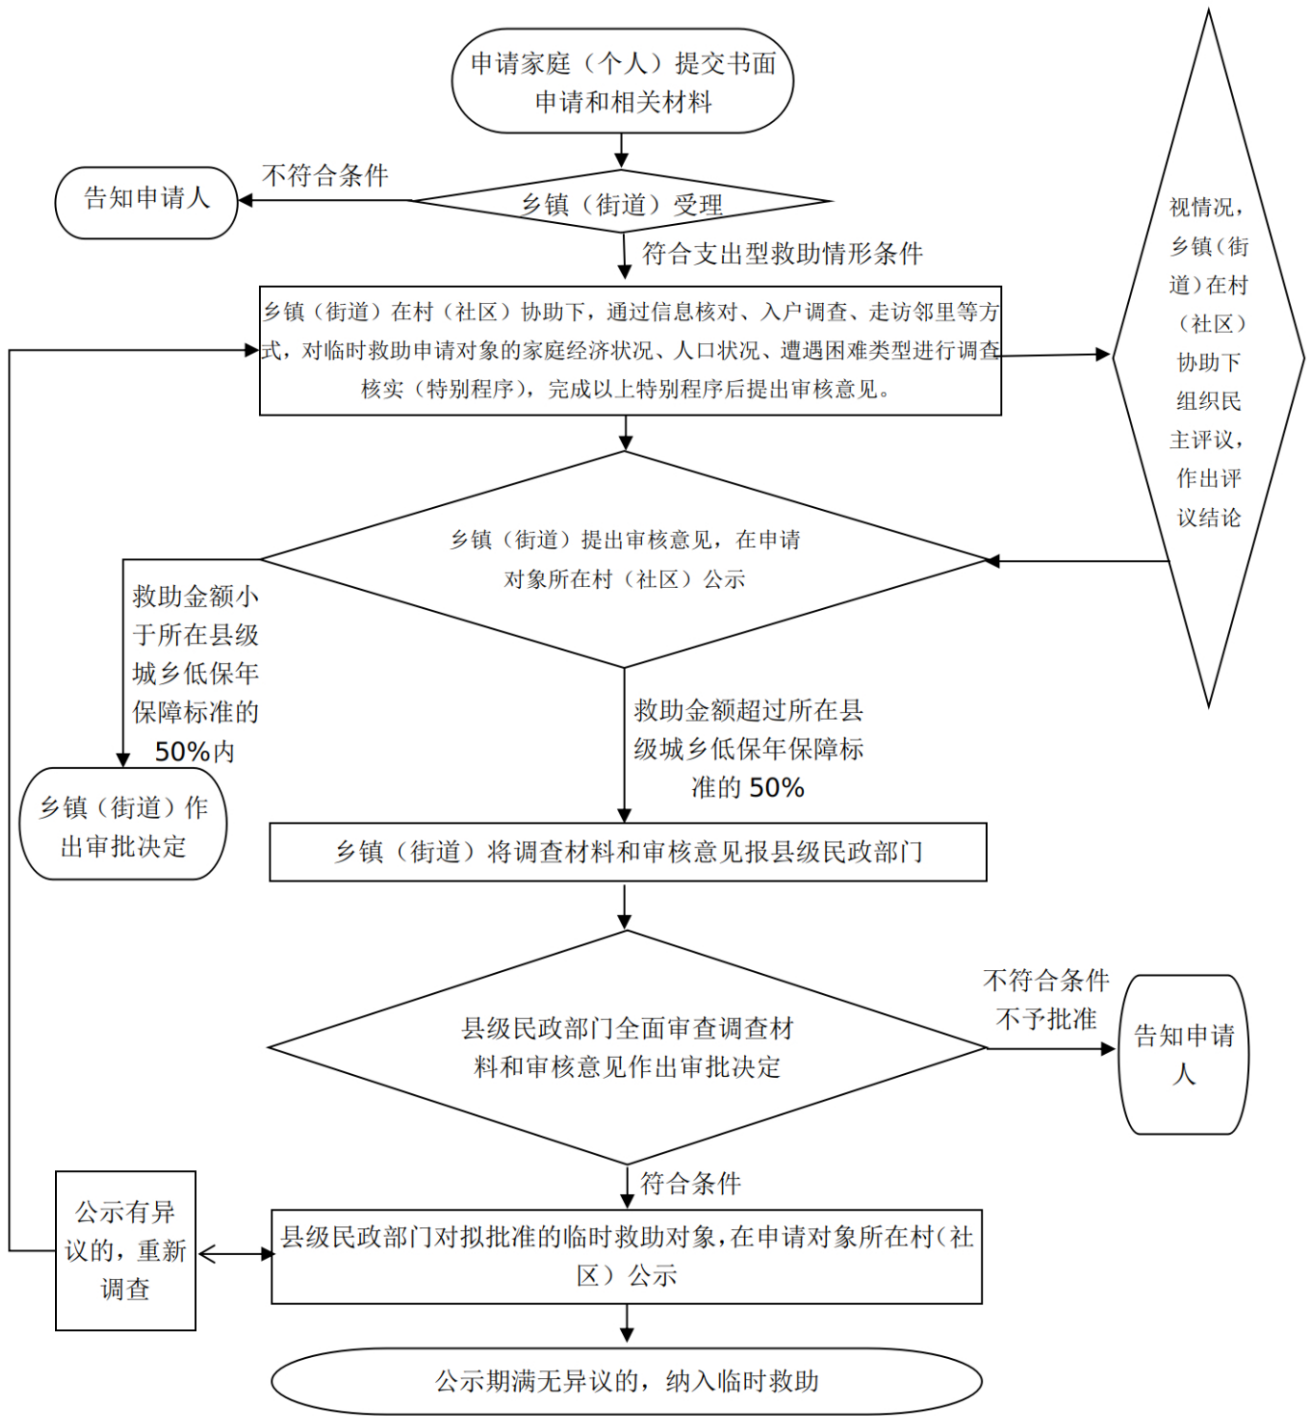 申请家庭（个人）提交书面
申请和相关材料
不符合条件
告知申请人
乡镇（街道）受理
符合支出型救助情形条件
乡镇（街道）在村（社区）协助下，通过信息核对、入户调查、走访邻里等方
式，对临时救助申请对象的家庭经济状况、人口状况、遭遇困难类型进行调查
核实（特别程序），完成以上特别程序后提出审核意见。
视情况，
乡镇（街
道）在村
（社区）
协助下
组织民
主评议，
作出评
议结论
乡镇（街道）提出审核意见，在申请
对象所在村（社区）公示
救助金额小
于所在县级
城乡低保年
保障标准的
50%内
乡镇（街道）作
出审批决定
救助金额超过所在县
级城乡低保年保障标
准的 50%
乡镇（街道）将调查材料和审核意见报县级民政部门
县级民政部门全面审查调查材
料和审核意见作出审批决定
不符合条件
不予批准
告知申请
人
符合条件
公示有异
议的，重新
调查
县级民政部门对拟批准的临时救助对象，在申请对象所在村（社
区）公示
公示期满无异议的，纳入临时救助